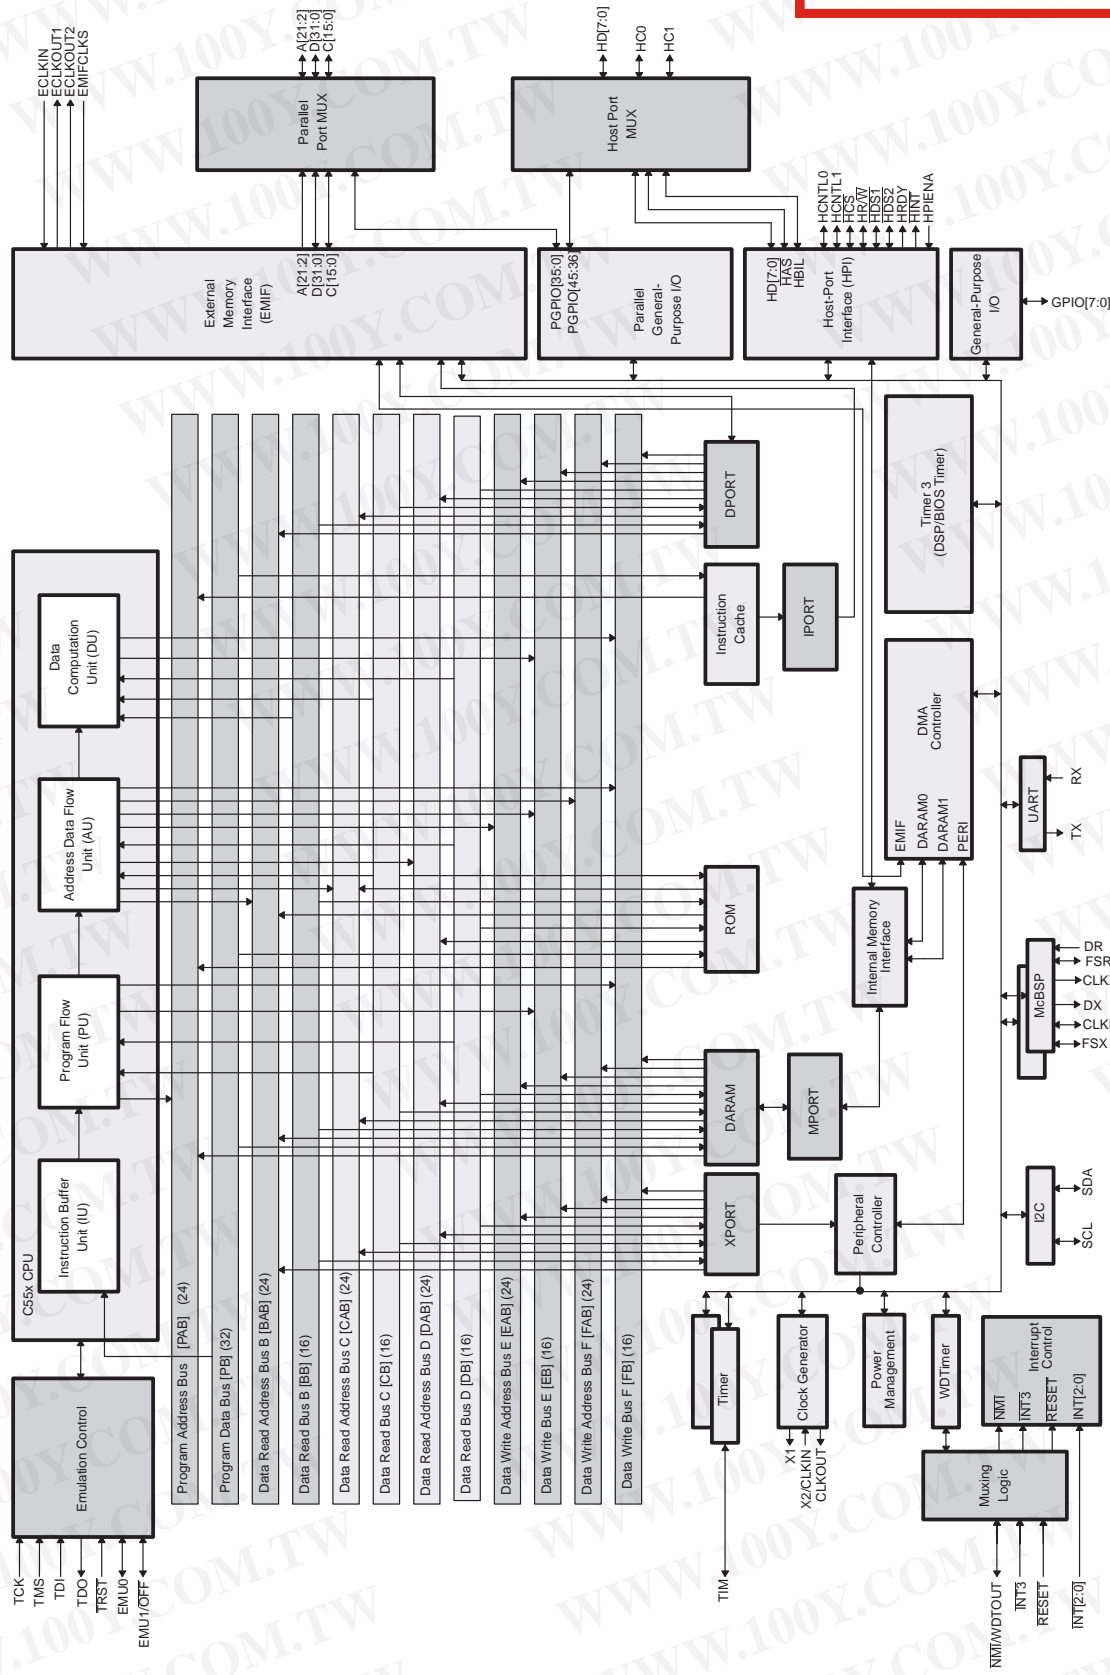 ECLKIN
ECLKOUT1
ECLKOUT2
EMIFCLKS
A[21:2]
D[31:0]
C[15:0]
HD[7:0]
HC0
HC1
Parallel
Port MUX
Host Port
MUX
HCNTL0
HCNTL1
HCS
HR/W
HDS1
HDS2
HRDY
HINT
HPIENA
External
Memory
Interface
(EMIF)
A[21:2]
D[31:0]
C[15:0]
PGPIO[35:0]
PGPIO[45:36]
Parallel
General-
Purpose I/O
HD[7:0]
HAS
HBIL
Host-Port
Interface (HPI)
General-Purpose
I/O
GPIO[7:0]
C55x CPU
Data
Computation
Unit (DU)
Address Data Flow
Unit (AU)
Program Flow
Unit (PU)
Instruction Buffer
Unit (IU)
Emulation Control
TCK
TMS
TDI
TDO
TRST
EMU0
EMU1/OFF
Program Address Bus [PAB] (24)
Program Data Bus [PB] (32)
Data Read Address Bus B [BAB] (24)
Data Read Bus B [BB] (16)
Data Read Address Bus C [CAB] (24)
Data Read Bus C [CB] (16)
Data Read Address Bus D [DAB] (24)
Data Read Bus D [DB] (16)
Data Write Address Bus E [EAB] (24)
Data Write Bus E [EB] (16)
Data Write Address Bus F [FAB] (24)
Data Write Bus F [FB] (16)
DPORT
Instruction
Cache
IPORT
ROM
DARAM
MPORT
XPORT
Peripheral
Controller
Internal Memory
Interface
Timer 3
(DSP/BIOS Timer)
DMA
Controller
EMIF
DARAM0
DARAM1
PERI
UART
RX
TX
McBSP
DR
FSR
DX
FSX
I2C
SDA
SCL
Timer
TIM
Clock Generator
X1
X2/CLKIN
CLKOUT
Power
Management
WDTimer
Interrupt
Control
NMI
INT3
RESET
INT[2:0]
Muxing
Logic
NMI/WDTOUT
INT3
RESET
INT[2:0]
WWW.100Y.COM.TW